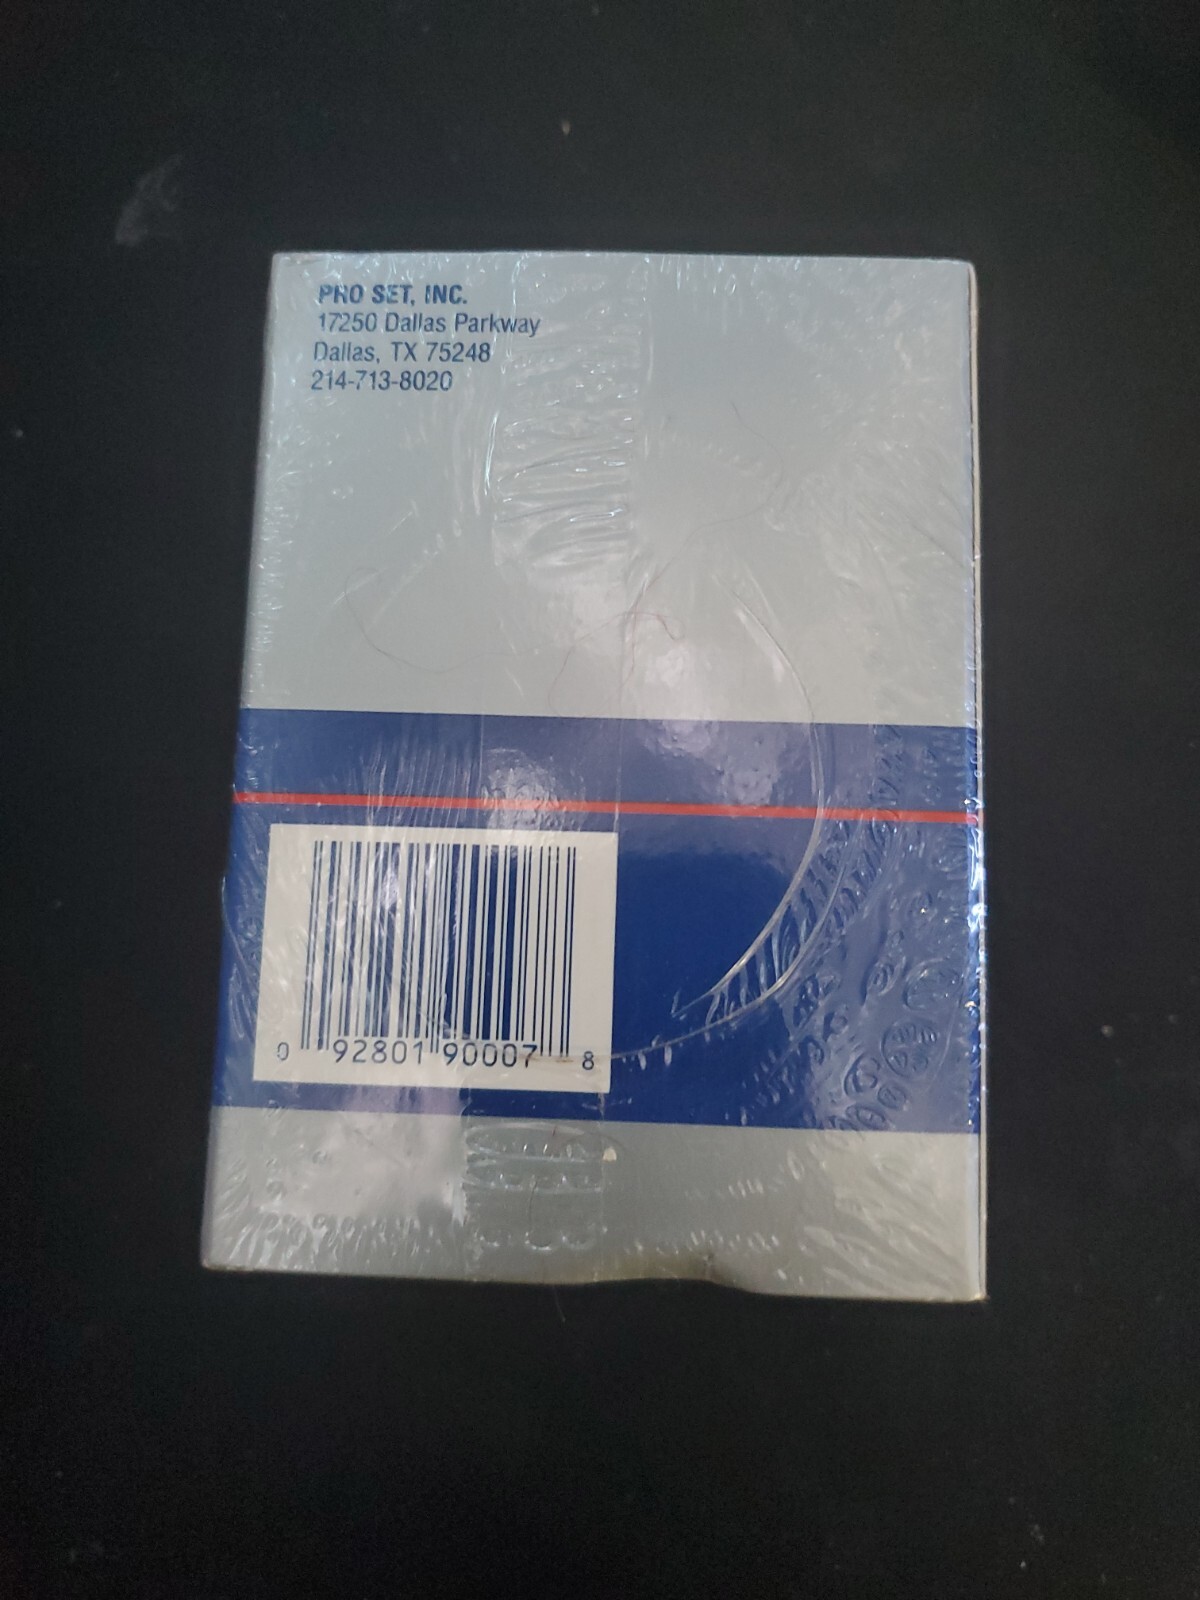 PRO SET, INC.
17250 Dallas Parkway
Dallas, TX 75248
214-713-8020
0 92801 90007 8